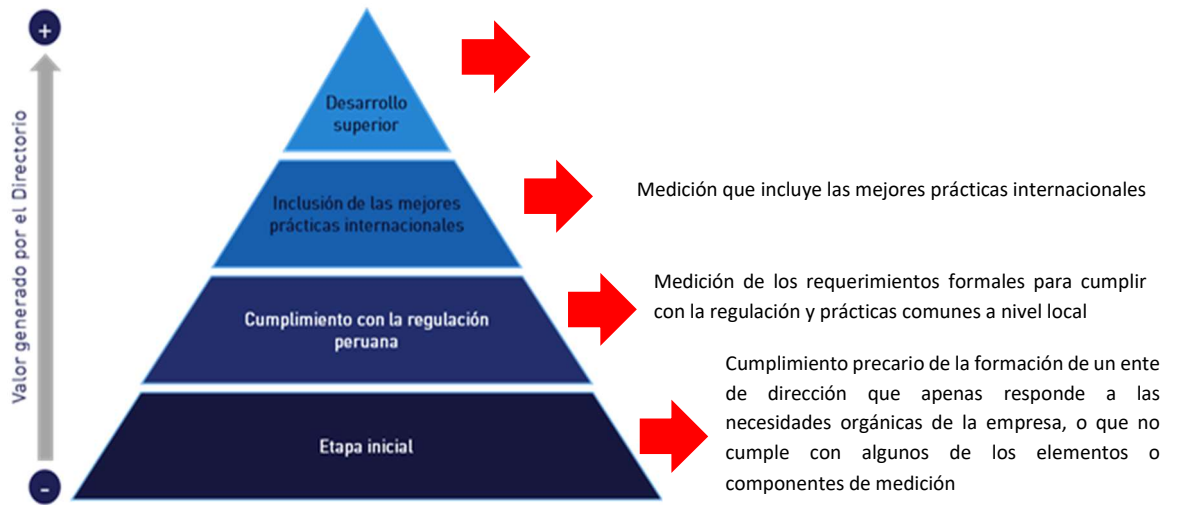 +
Valor generado por el Directorio
-
Desarrollo
superior
Inclusión de las mejores
prácticas internacionales
Medición que incluye las mejores prácticas internacionales
Cumplimiento con la regulación
peruana
Medición de los requerimientos formales para cumplir
con la regulación y prácticas comunes a nivel local
Etapa inicial
Cumplimiento precario de la formación de un ente
de dirección que apenas responde a las
necesidades orgánicas de la empresa, o que no
cumple con algunos de los elementos o
componentes de medición